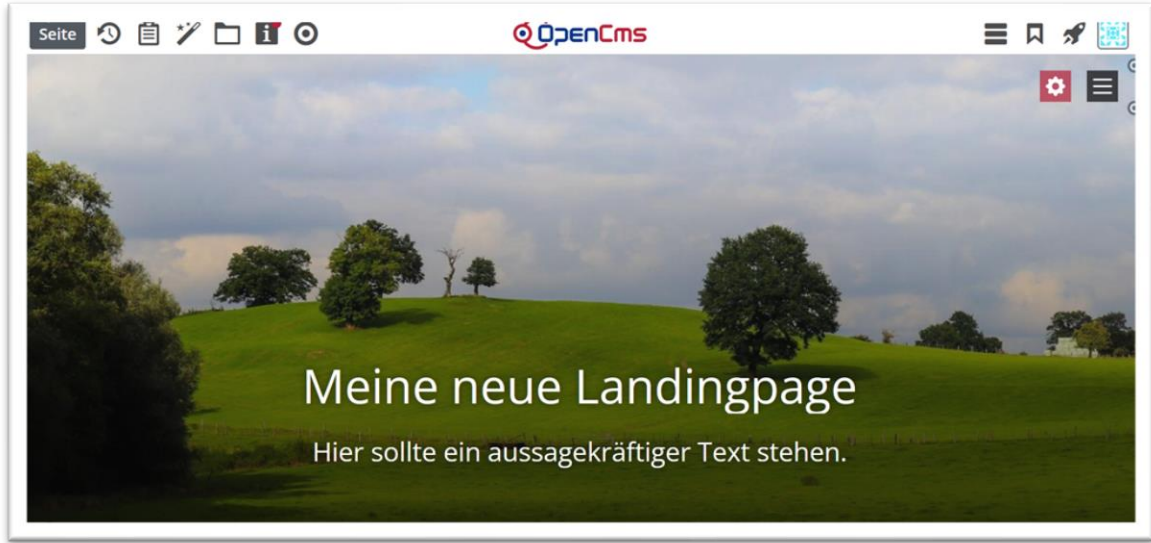 Seite
OpenCms
Meine neue Landingpage
Hier sollte ein aussagekräftiger Text stehen.